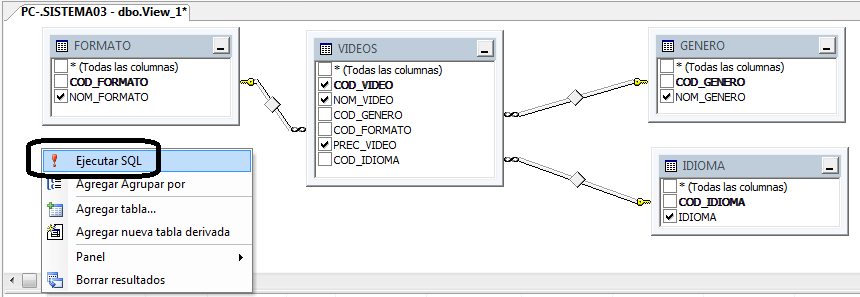 PC-.SISTEMA03 - dbo.View_1*
FORMATO
* (Todas las columnas)
COD_FORMATO
NOM_FORMATO
VIDEOS
* (Todas las columnas)
COD_VIDEO
NOM_VIDEO
COD_GENERO
COD_FORMATO
PREC_VIDEO
COD_IDIOMA
GENERO
* (Todas las columnas)
COD_GENERO
NOM_GENERO
IDIOMA
* (Todas las columnas)
COD_IDIOMA
IDIOMA
Ejecutar SQL
Agregar Agrupar por
Agregar tabla...
Agregar nueva tabla derivada
Panel
Borrar resultados